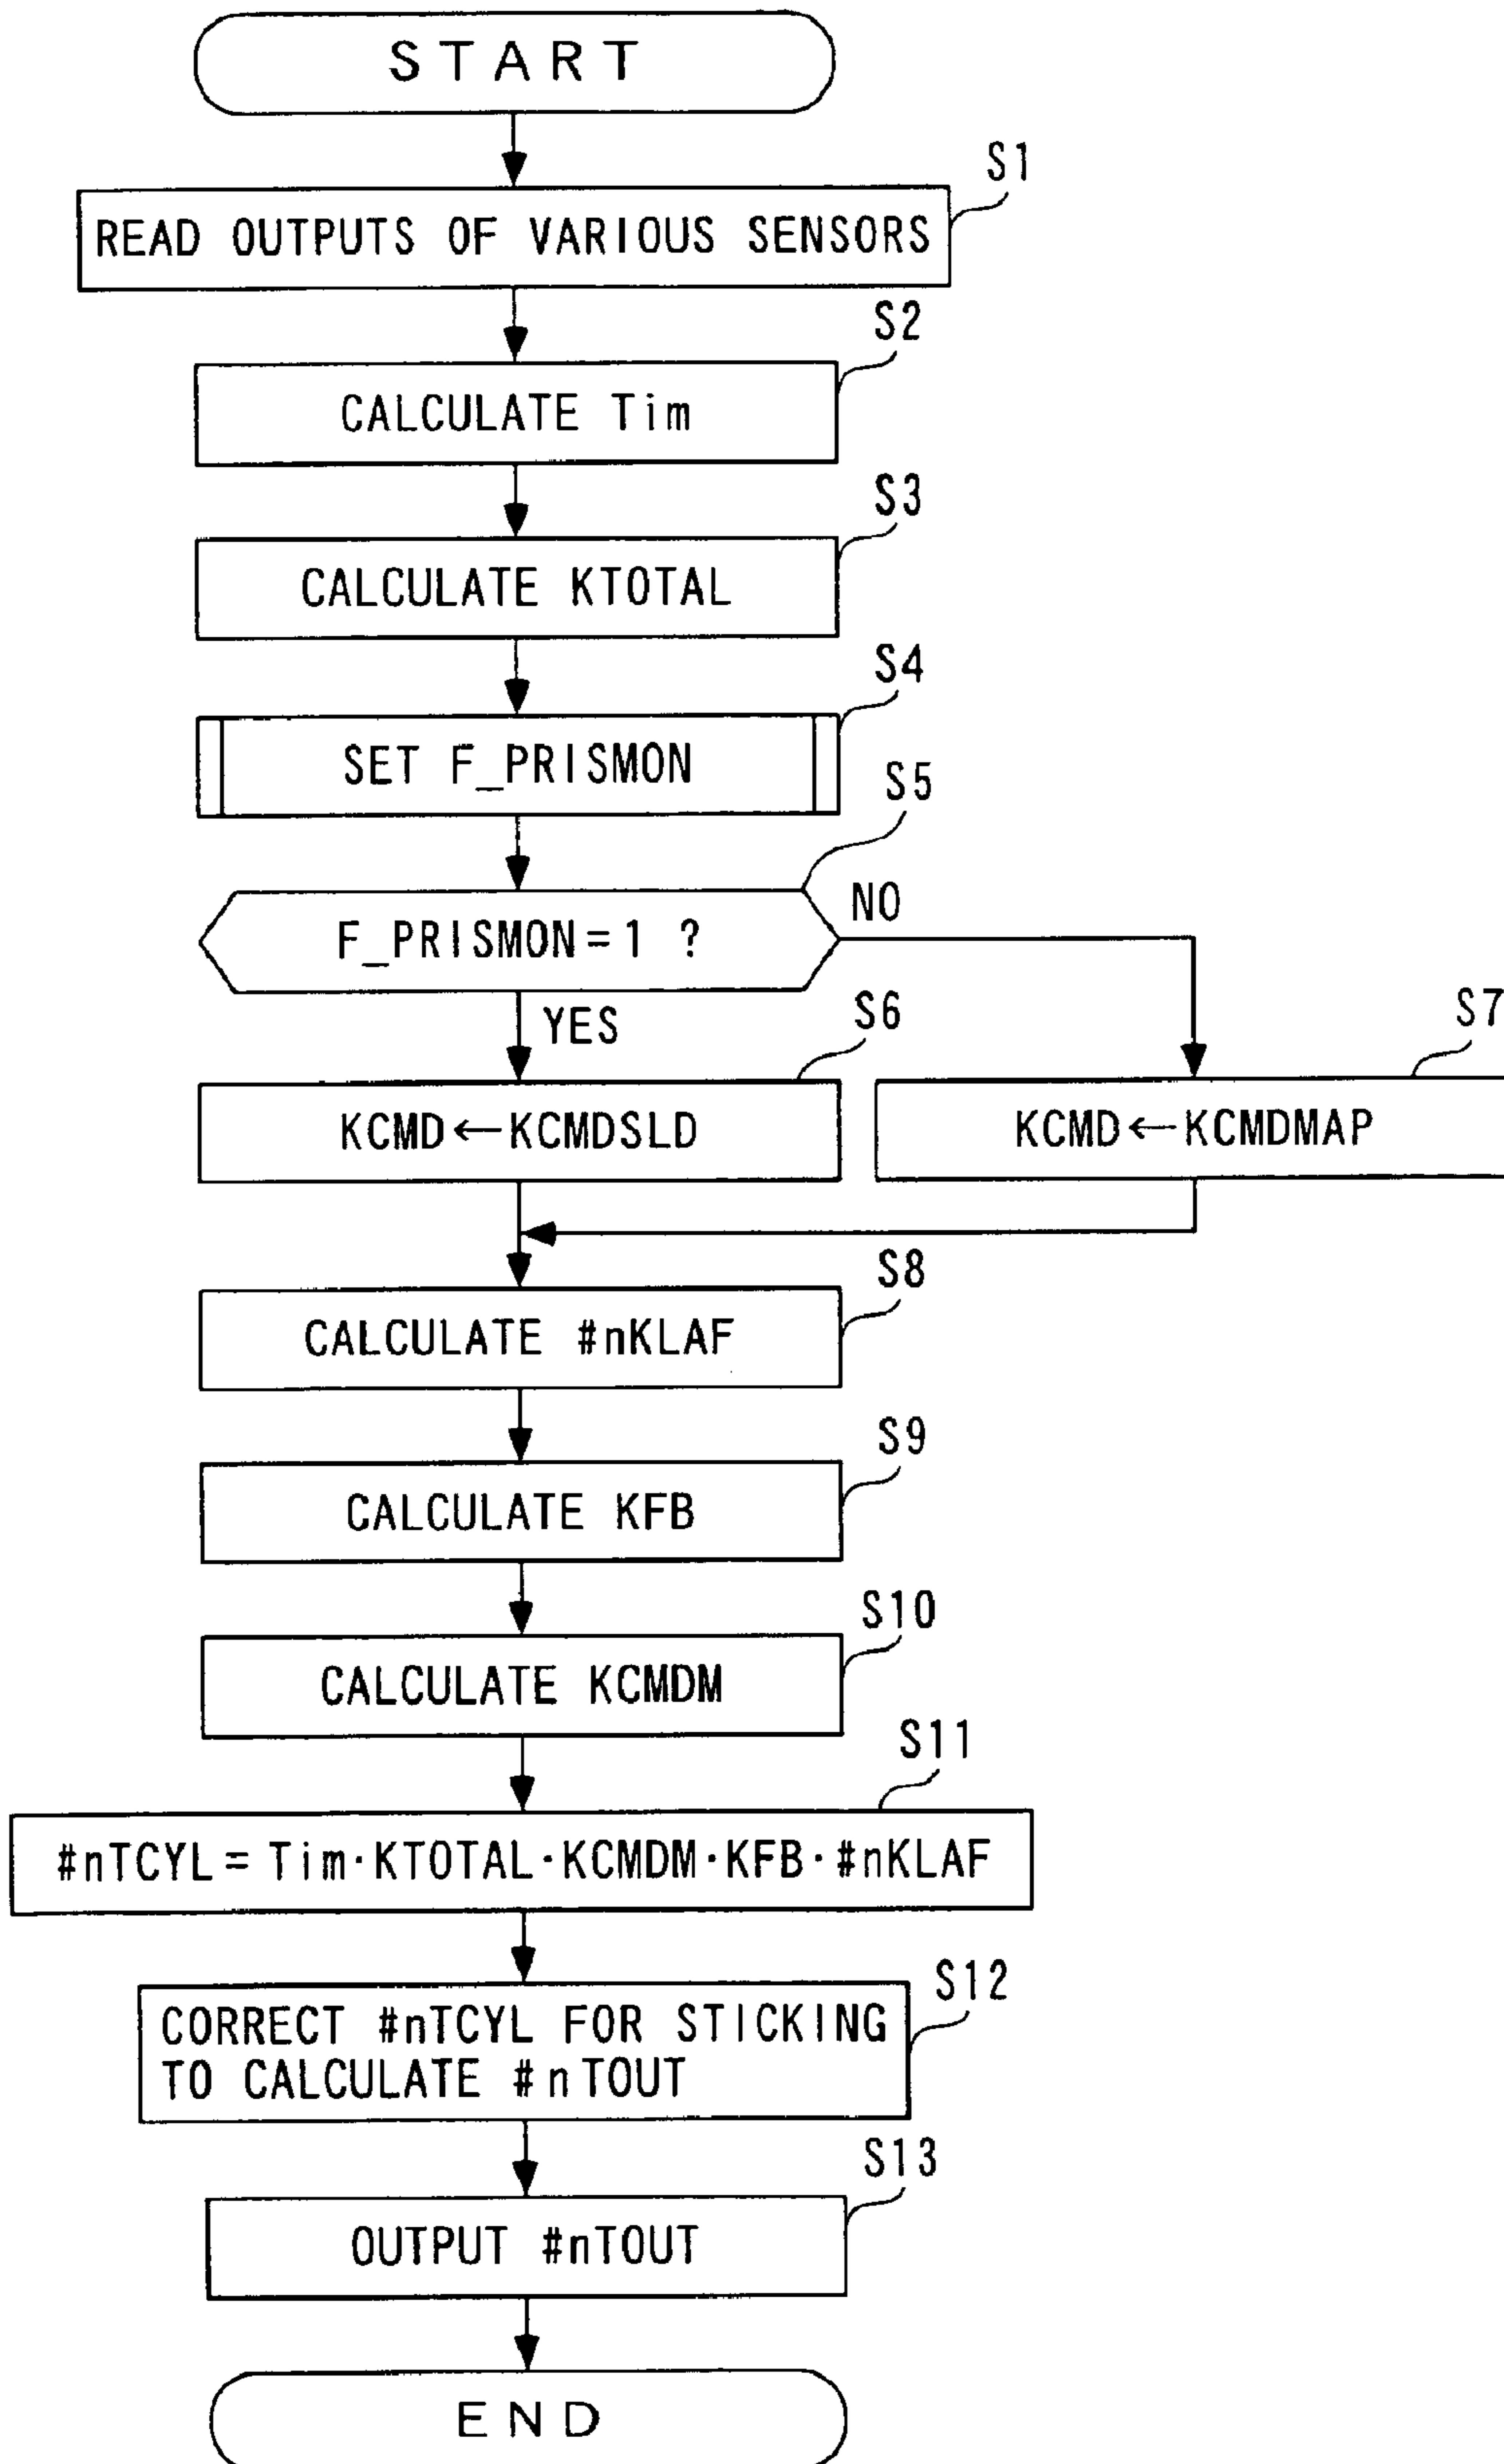 START
S1
READ OUTPUTS OF VARIOUS SENSORS
S2
CALCULATE Tim
S3
CALCULATE KTOTAL
S4
SET F_PRISMON
S5
F_PRISMON=1 ?
NO
YES
S6
KCMD←KCMDSLD
S7
KCMD←KCMDMAP
S8
CALCULATE #nKLAF
S9
CALCULATE KFB
S10
CALCULATE KCMDM
S11
#nTCYL=Tim·KTOTAL·KCMDM·KFB·#nKLAF
S12
CORRECT #nTCYL FOR STICKING
TO CALCULATE #nTOUT
S13
OUTPUT #nTOUT
END